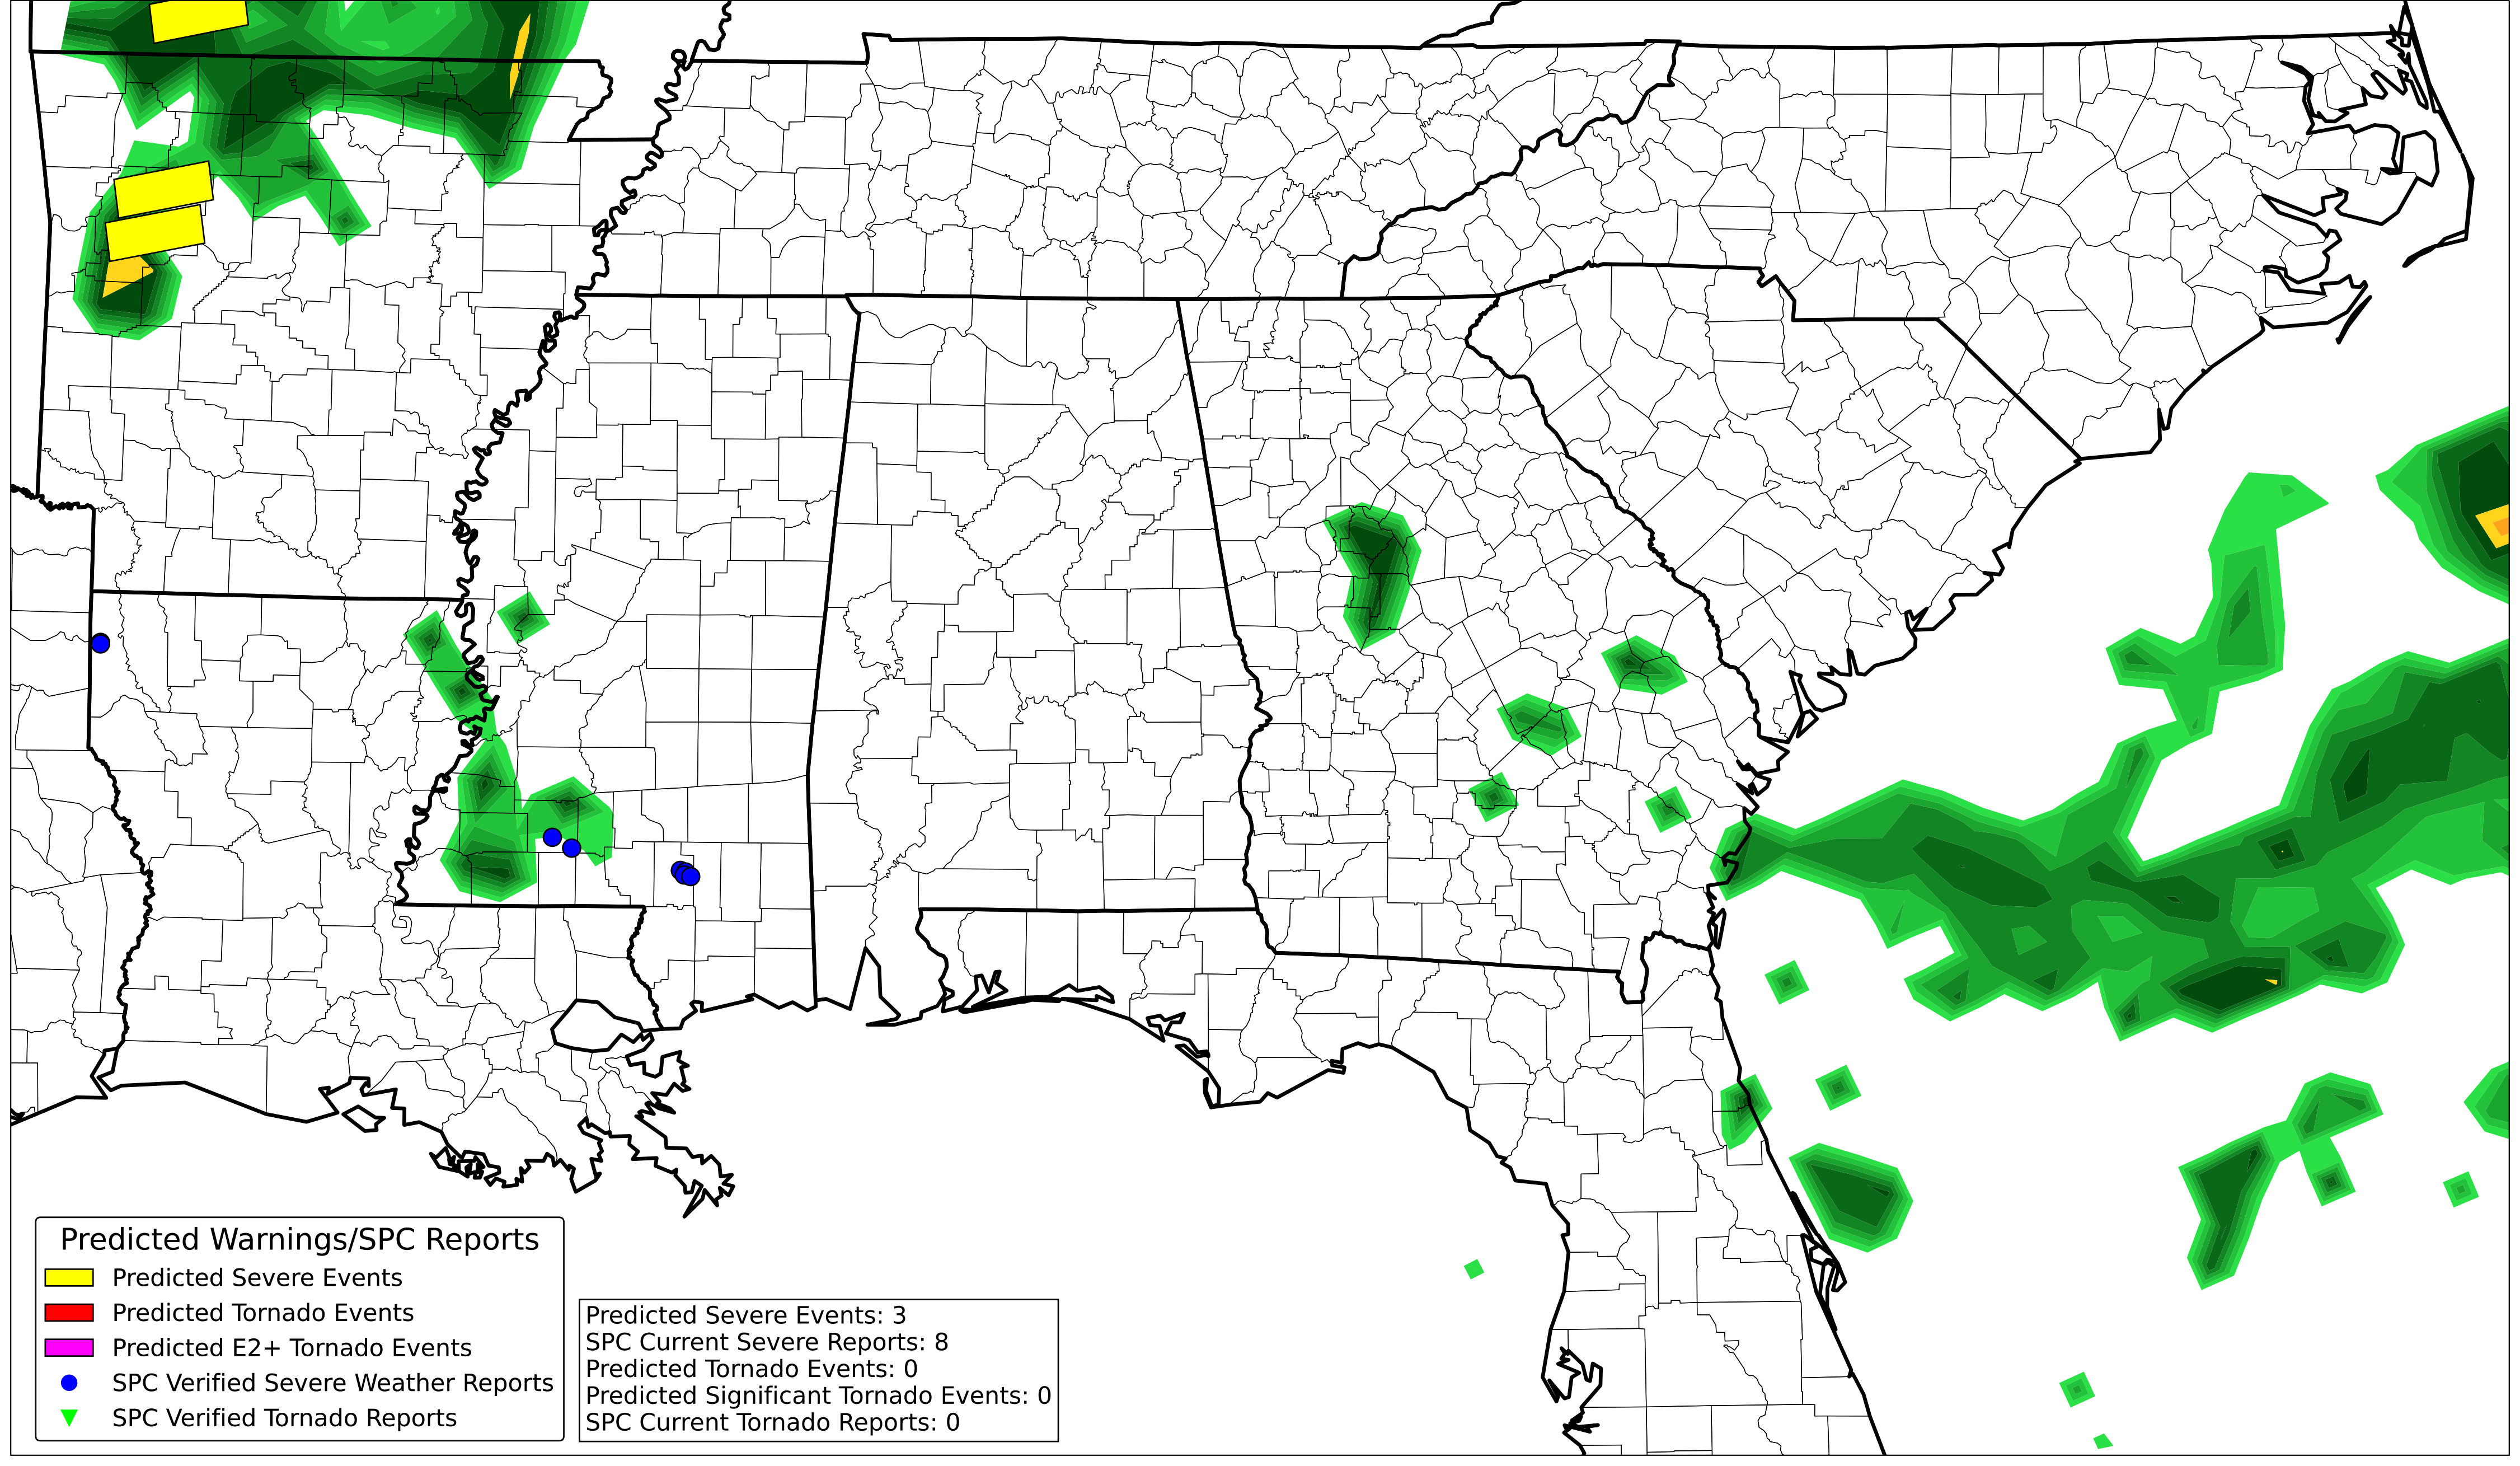 Predicted Warnings/SPC Reports
Predicted Severe Events
Predicted Tornado Events
Predicted E2+ Tornado Events
SPC Verified Severe Weather Reports
SPC Verified Tornado Reports
Predicted Severe Events: 3
SPC Current Severe Reports: 8
Predicted Tornado Events: 0
Predicted Significant Tornado Events: 0
SPC Current Tornado Reports: 0